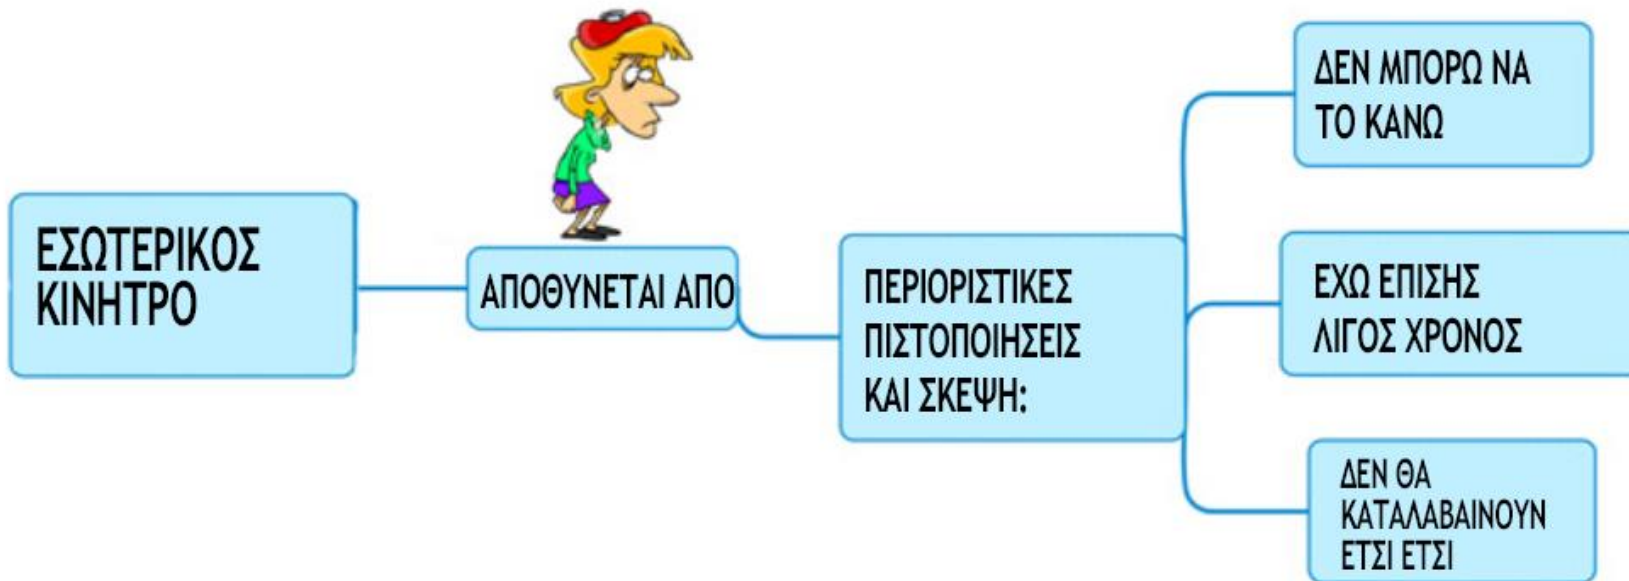 ΕΣΩΤΕΡΙΚΟΣ
ΚΙΝΗΤΡΟ
ΑΠΟΘΥΝΕΤΑΙ ΑΠΟ
ΠΕΡΙΟΡΙΣΤΙΚΕΣ
ΠΙΣΤΟΠΟΙΗΣΕΙΣ
ΚΑΙ ΣΚΕΨΗ:
ΔΕΝ ΜΠΟΡΩ ΝΑ
ΤΟ ΚΑΝΩ
ΕΧΩ ΕΠΙΣΗΣ
ΛΙΓΟΣ ΧΡΟΝΟΣ
ΔΕΝ ΘΑ
ΚΑΤΑΛΑΒΑΙΝΟΥΝ
ΕΤΣΙ ΕΤΣΙ